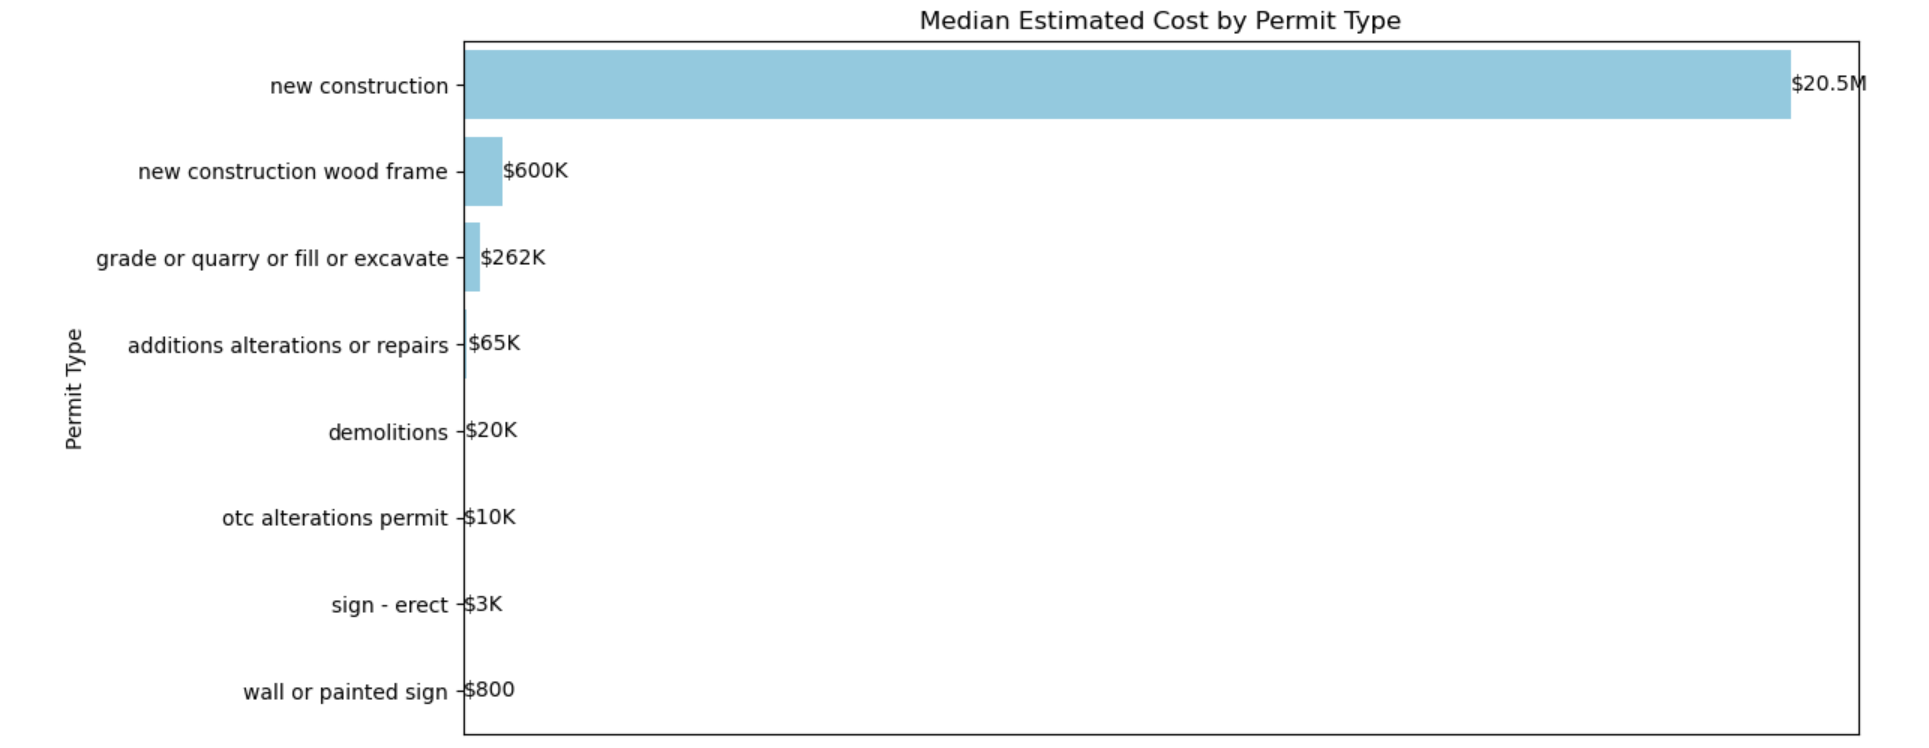 Median Estimated Cost by Permit Type
new construction $20.5M
new construction wood frame $600K
grade or quarry or fill or excavate $262K
additions alterations or repairs $65K
demolitions $20K
otc alterations permit $10K
sign - erect $3K
wall or painted sign $800
Permit Type